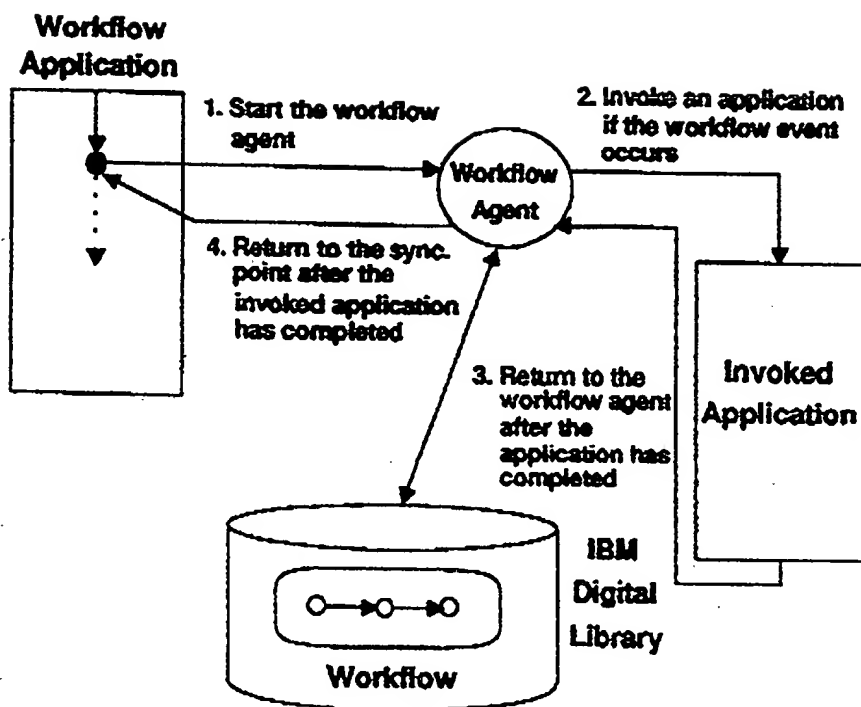 Workflow
Application
1. Start the workflow
agent
2. Invoke an application
if the workflow event
occurs
Workflow
Agent
4. Return to the sync.
point after the
invoked application
has completed
3. Return to the
workflow agent
after the
application has
completed
Invoked
Application
IBM
Digital
Library
Workflow